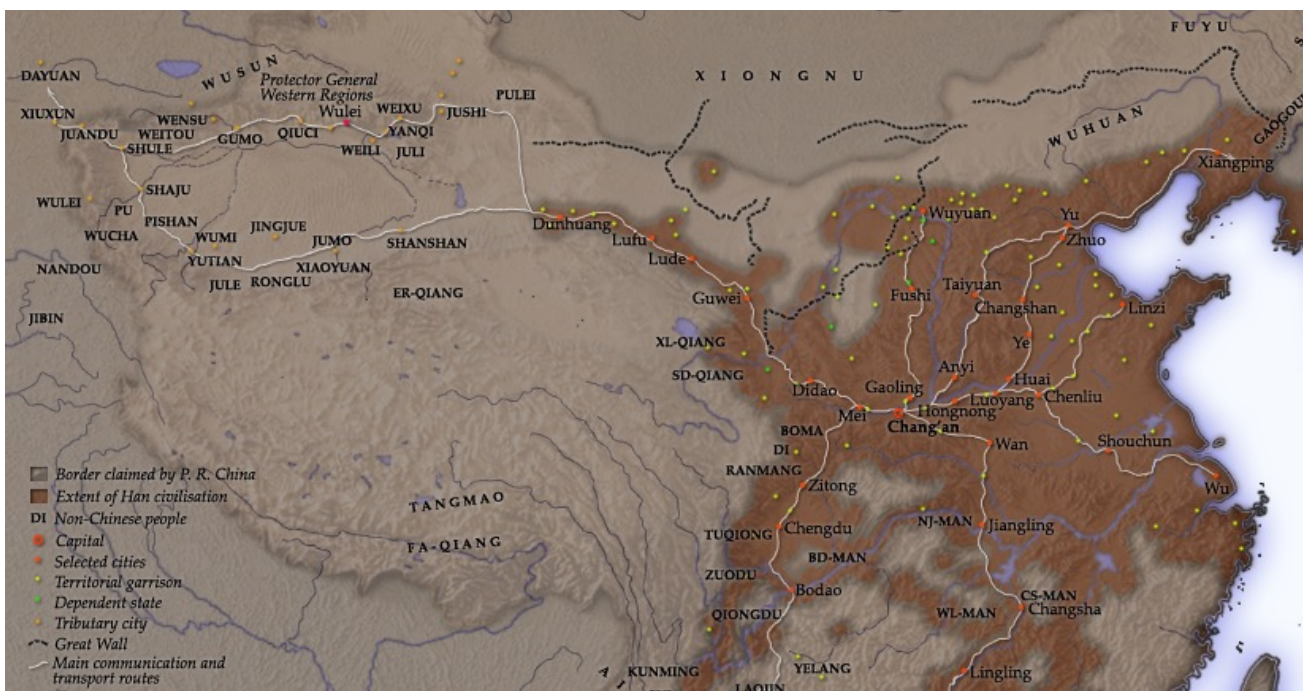 FUYU
DAYUAN
WUSUN
XIONGNU
Protector General
Western Regions
PULEI
WUHUAN
GAOGOU
XIUXUN
WENSU
Wulei
WEIXU
JUSHI
JUANDU
WEITOU
SHULE
GUMO
QIUCI
YANQI
WEILI
JULI
Xiangping
WULEI
SHAJU
PU
PISHAN
WUCHA
WUMI
JINGJUE
JUMO
SHANSHAN
Dunhuang
Lufu
Wuyuan
Yu
Zhuo
YUTIAN
XIAOYUAN
NANDOU
JULE
RONGLU
ER-QIANG
Lude
Guwei
Fushi
Taiyuan
Changshan
Linzi
JIBIN
XL-QIANG
Ye
SD-QIANG
Didao
Gaoling
Anyi
Huai
Mei
Hongnong
Luoyang
Chenliu
Chang'an
BOMA
DI
Wan
Shouchun
RANMANG
Zitong
Wu
TANGMAO
FA-QIANG
TUQIONG
Chengdu
NJ-MAN
Jiangling
BD-MAN
ZUODU
Bodao
QIONGDU
WL-MAN
CS-MAN
Changsha
KUNMING
YELANG
Lingling
LAOJIN
A I
Border claimed by P. R. China
Extent of Han civilisation
DI Non-Chinese people
Capital
Selected cities
Territorial garrison
Dependent state
Tributary city
Great Wall
Main communication and
transport routes